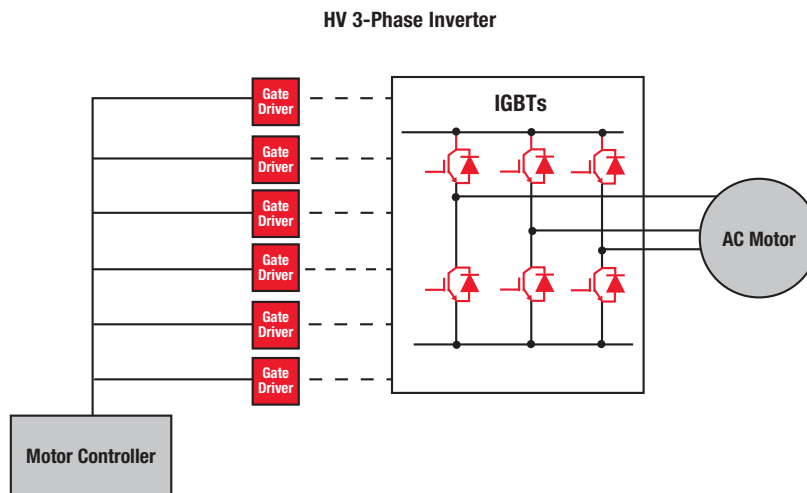 HV 3-Phase Inverter
Gate
Driver
IGBTs
Gate
Driver
Gate
Driver
AC Motor
Gate
Driver
Gate
Driver
Gate
Driver
Motor Controller